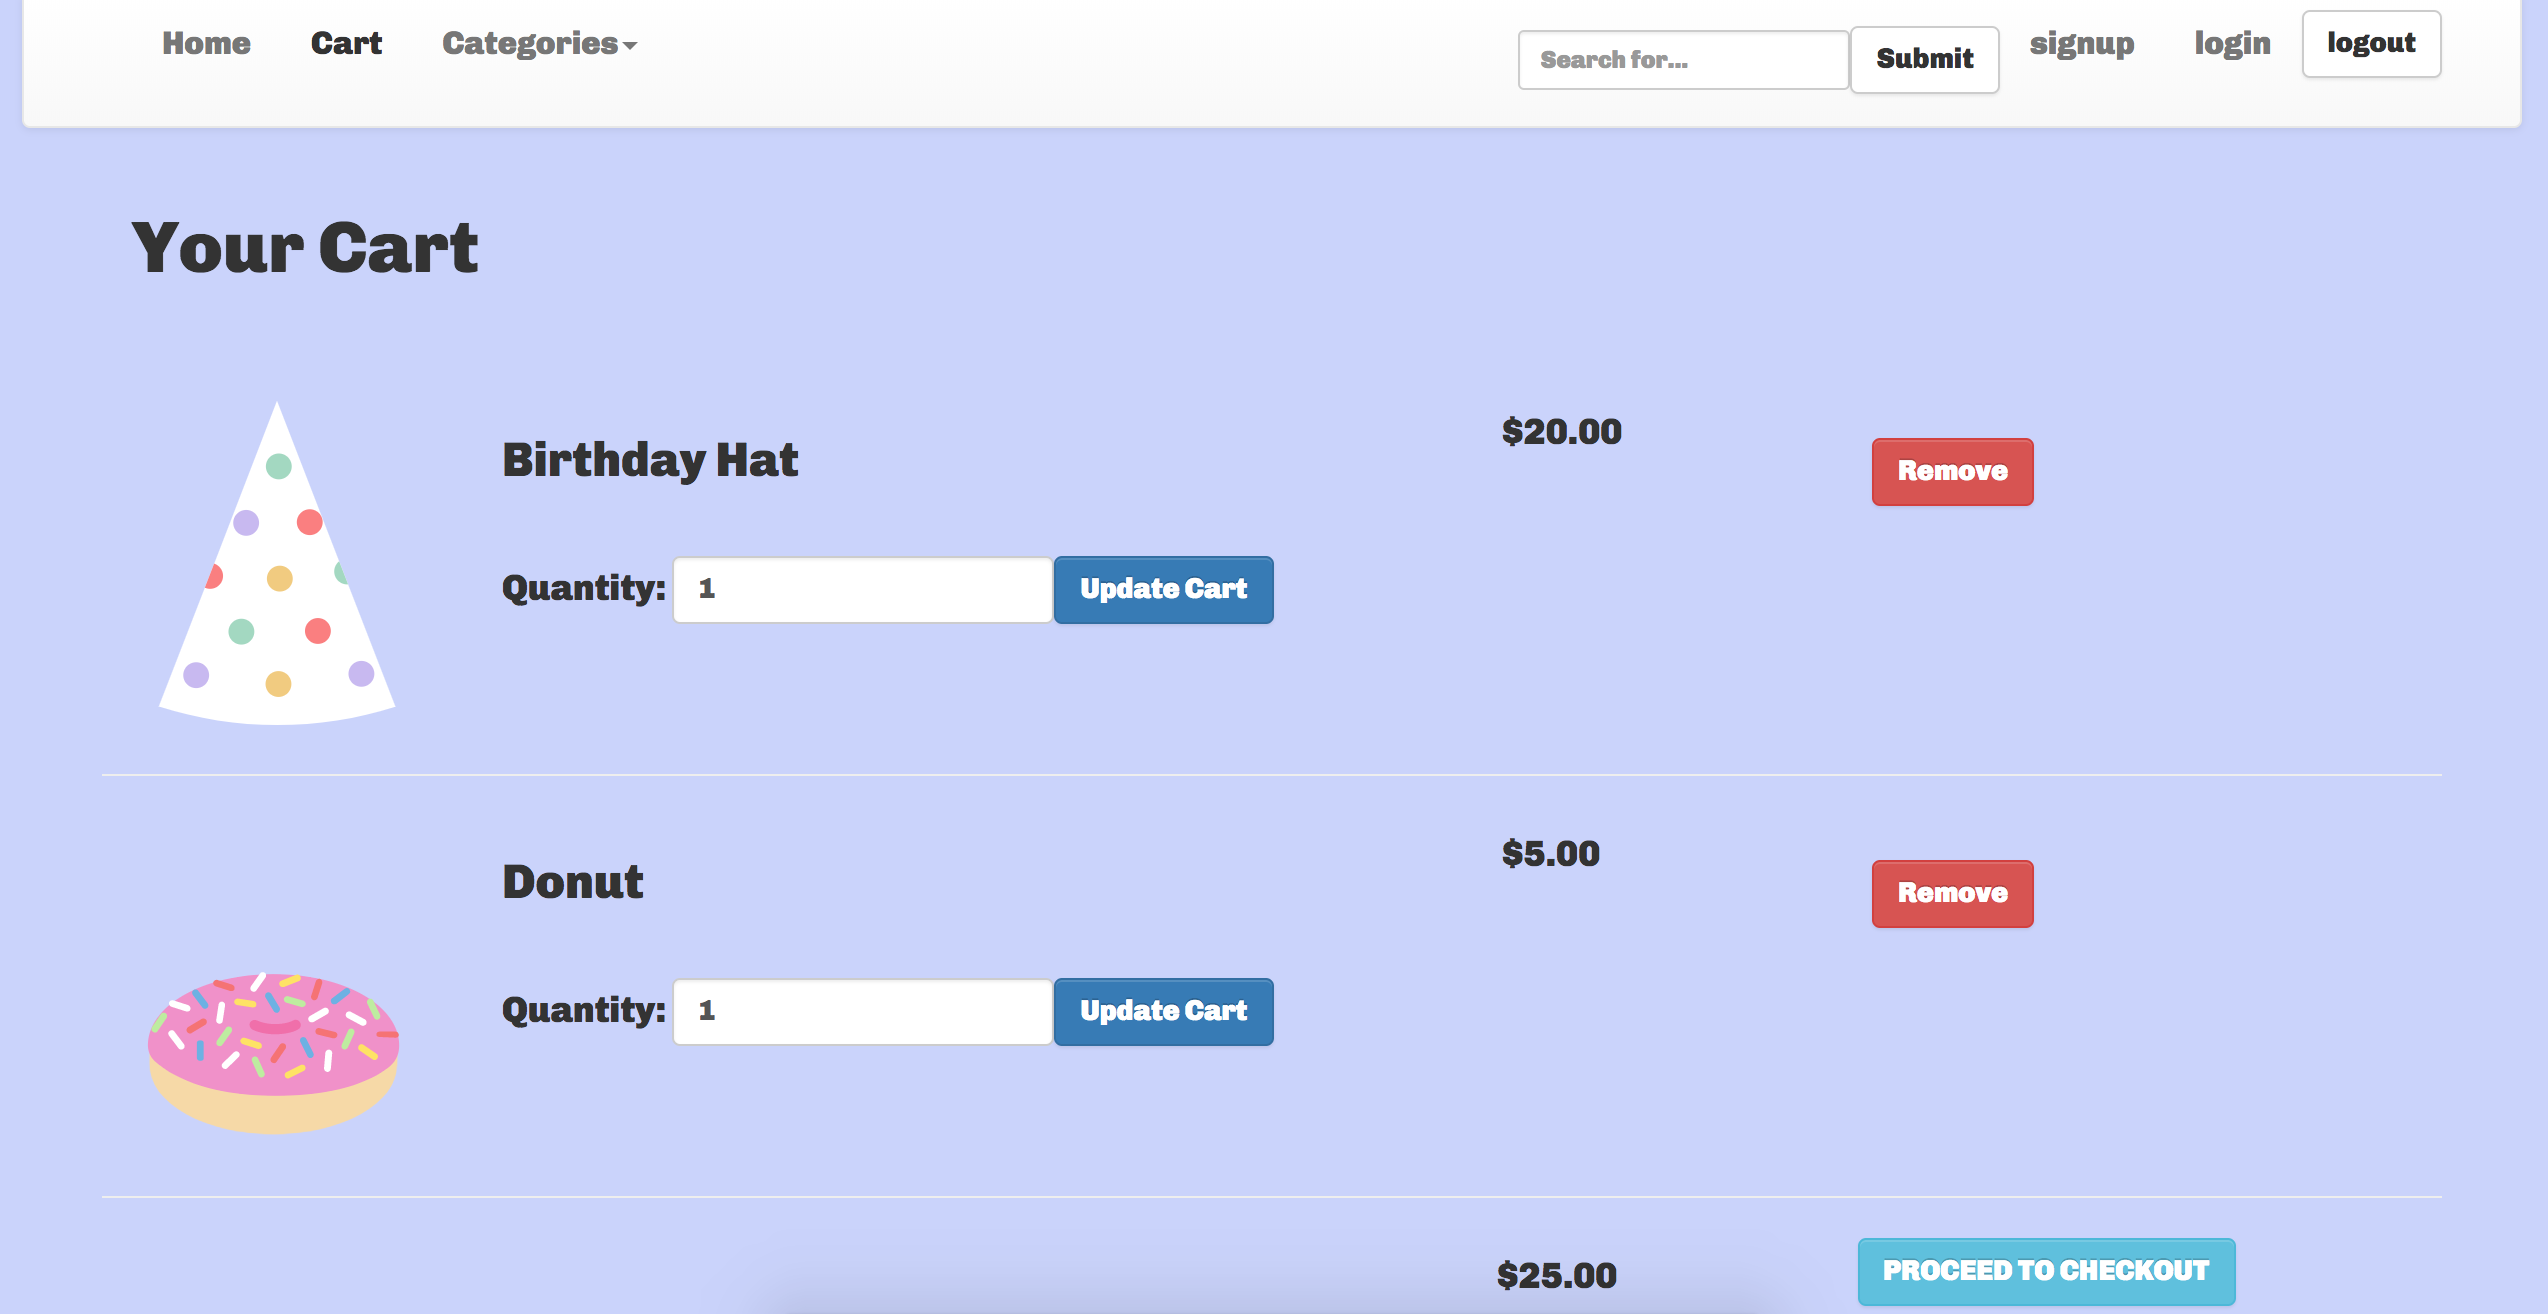 Home Cart Categories Search for... Submit signup login logout
Your Cart
$20.00
Birthday Hat
Remove
Quantity: 1 Update Cart
$5.00
Donut
Remove
Quantity: 1 Update Cart
$25.00 PROCEED TO CHECKOUT